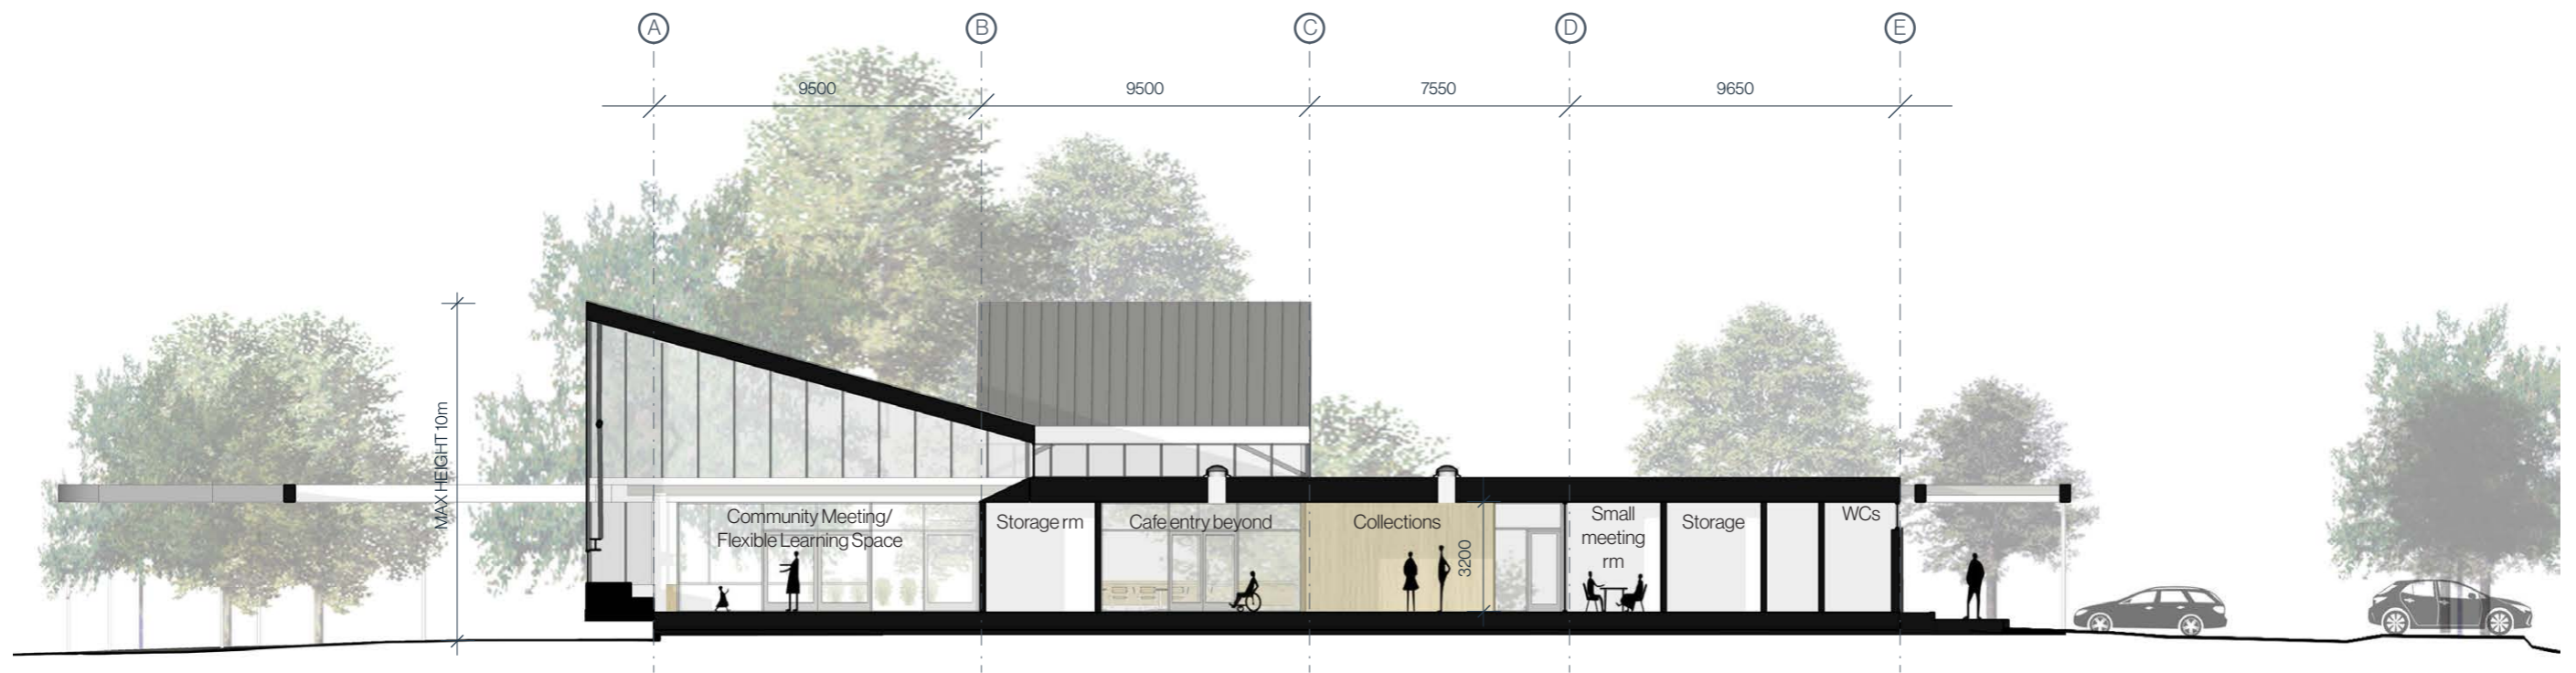 A
B
C
D
E
9500
9500
7550
9650
MAX HEIGHT 10m
Community Meeting/
Flexible Learning Space
Storage rm
Cafe entry beyond
Collections
3200
Small
meeting
rm
Storage
WCs